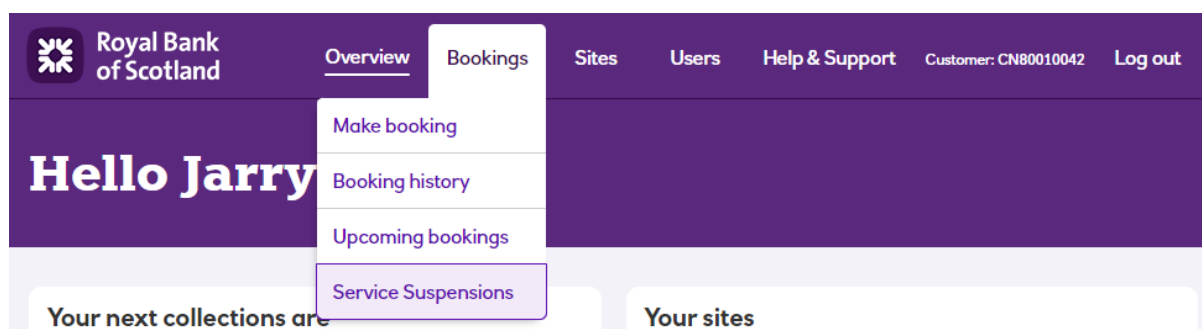 Royal Bank
of Scotland
Overview
Bookings
Sites
Users
Help & Support
Customer: CN80010042
Log out
Make booking
Hello Jarry
Booking history
Upcoming bookings
Service Suspensions
Your next collections are
Your sites